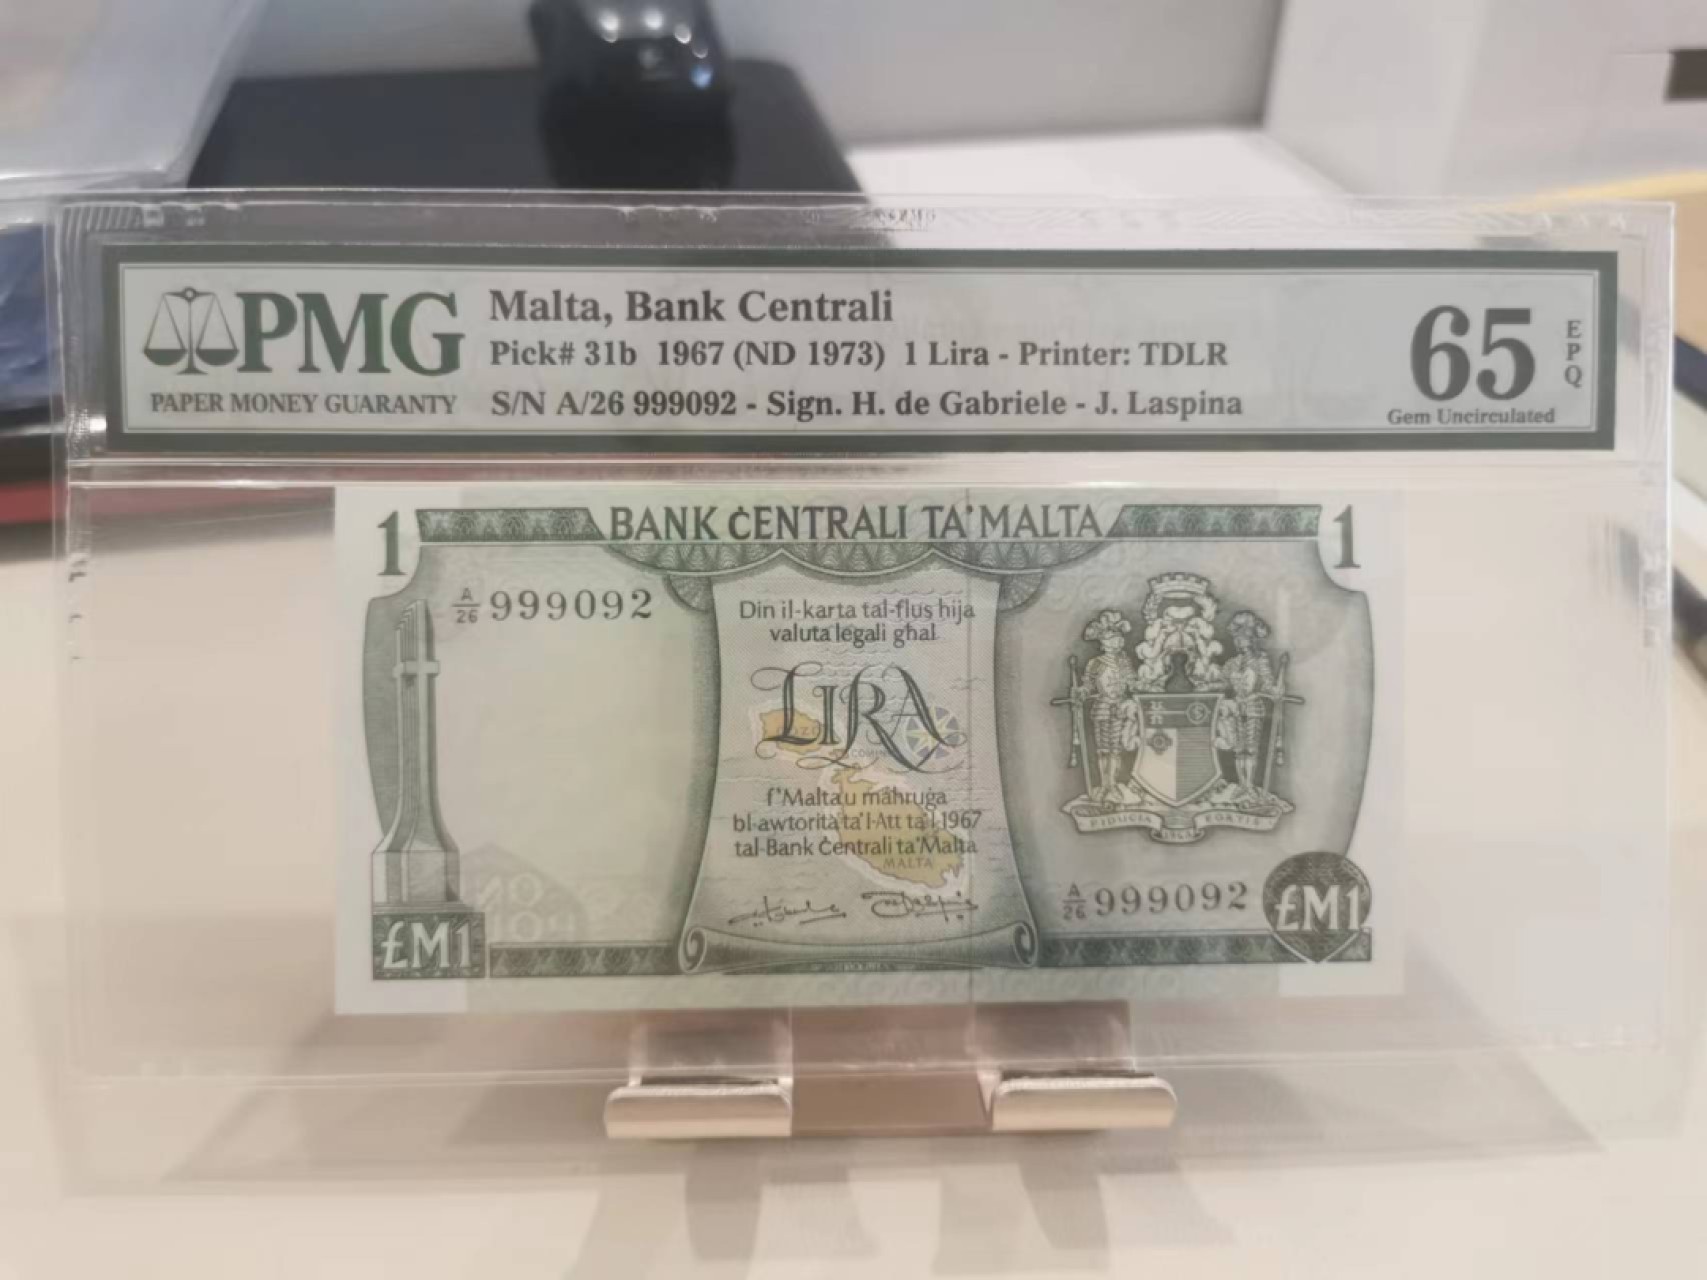 PMG
PAPER MONEY GUARANTY
Malta, Bank Centrali
Pick# 31b 1967 (ND 1973) 1 Lira - Printer: TDLR
S/N A/26 999092 - Sign. H. de Gabriele - J. Laspina
65
EPQ
Gem Uncirculated
1 BANK ĊENTRALI TA' MALTA 1
A/26 999092
Din il-karta tal-flus hija
valuta legali għal
LIRA
f'Malta u maħruġa
bl-awtorità ta' l-Att ta' l-1967
tal-Bank Ċentrali ta' Malta
MALTA
A/26 999092
£M1
£M1